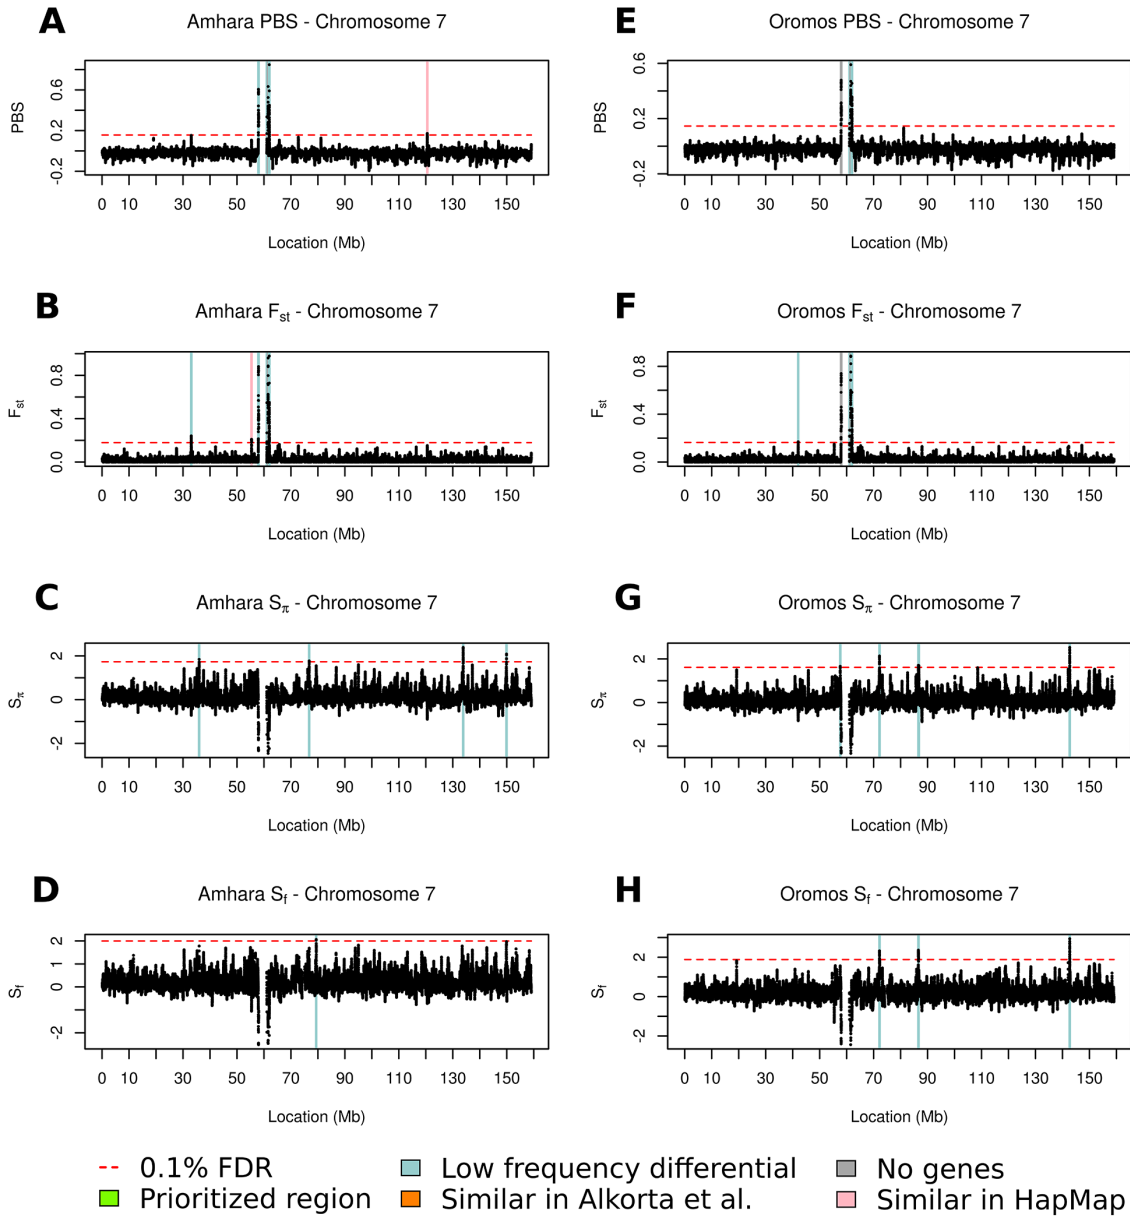 A
Amhara PBS - Chromosome 7
PBS
0.6
0.2
-0.2
0 10 30 50 70 90 110 130 150
Location (Mb)
E
Oromos PBS - Chromosome 7
PBS
0.6
0.2
-0.2
0 10 30 50 70 90 110 130 150
Location (Mb)
B
Amhara Fst - Chromosome 7
Fst
0.8
0.4
0.0
0 10 30 50 70 90 110 130 150
Location (Mb)
F
Oromos Fst - Chromosome 7
Fst
0.8
0.4
0.0
0 10 30 50 70 90 110 130 150
Location (Mb)
C
Amhara Sπ - Chromosome 7
Sπ
2
0
-2
0 10 30 50 70 90 110 130 150
Location (Mb)
G
Oromos Sπ - Chromosome 7
Sπ
2
0
-2
0 10 30 50 70 90 110 130 150
Location (Mb)
D
Amhara Sf - Chromosome 7
Sf
2
1
0
-2
0 10 30 50 70 90 110 130 150
Location (Mb)
H
Oromos Sf - Chromosome 7
Sf
2
0
-2
0 10 30 50 70 90 110 130 150
Location (Mb)
0.1% FDR
Low frequency differential
No genes
Prioritized region
Similar in Alkorta et al.
Similar in HapMap